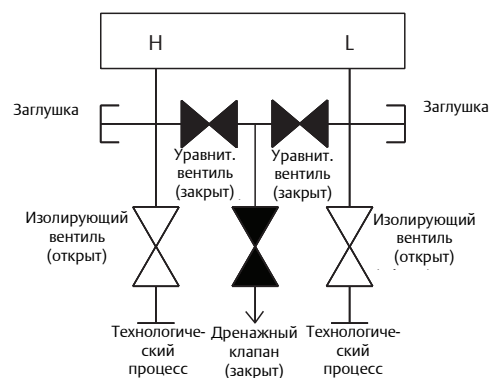 H
L
Заглушка
Заглушка
Уравнит.
вентиль
(закрыт)
Уравнит.
вентиль
(закрыт)
Изолирующий
вентиль
(открыт)
Изолирующий
вентиль
(открыт)
Технологиче-
ский
процесс
Дренажный
клапан
(закрыт)
Технологиче-
ский
процесс